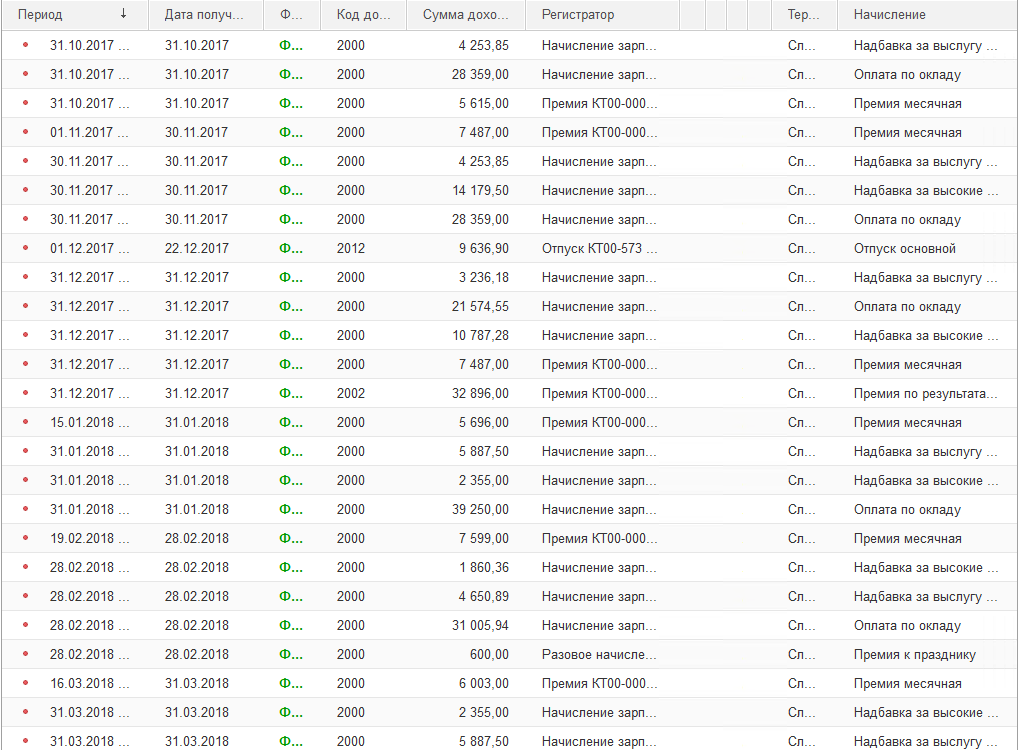 Период ↓ Дата получ... Ф... Код до... Сумма дохо... Регистратор Тер... Начисление
31.10.2017 ... 31.10.2017 Ф... 2000 4 253,85 Начисление зарп... Сл... Надбавка за выслугу ...
31.10.2017 ... 31.10.2017 Ф... 2000 28 359,00 Начисление зарп... Сл... Оплата по окладу
31.10.2017 ... 31.10.2017 Ф... 2000 5 615,00 Премия КТ00-000... Сл... Премия месячная
01.11.2017 ... 30.11.2017 Ф... 2000 7 487,00 Премия КТ00-000... Сл... Премия месячная
30.11.2017 ... 30.11.2017 Ф... 2000 4 253,85 Начисление зарп... Сл... Надбавка за выслугу ...
30.11.2017 ... 30.11.2017 Ф... 2000 14 179,50 Начисление зарп... Сл... Надбавка за высокие ...
30.11.2017 ... 30.11.2017 Ф... 2000 28 359,00 Начисление зарп... Сл... Оплата по окладу
01.12.2017 ... 22.12.2017 Ф... 2012 9 636,90 Отпуск КТ00-573 ... Сл... Отпуск основной
31.12.2017 ... 31.12.2017 Ф... 2000 3 236,18 Начисление зарп... Сл... Надбавка за выслугу ...
31.12.2017 ... 31.12.2017 Ф... 2000 21 574,55 Начисление зарп... Сл... Оплата по окладу
31.12.2017 ... 31.12.2017 Ф... 2000 10 787,28 Начисление зарп... Сл... Надбавка за высокие ...
31.12.2017 ... 31.12.2017 Ф... 2000 7 487,00 Премия КТ00-000... Сл... Премия месячная
31.12.2017 ... 31.12.2017 Ф... 2002 32 896,00 Премия КТ00-000... Сл... Премия по результата...
15.01.2018 ... 31.01.2018 Ф... 2000 5 696,00 Премия КТ00-000... Сл... Премия месячная
31.01.2018 ... 31.01.2018 Ф... 2000 5 887,50 Начисление зарп... Сл... Надбавка за выслугу ...
31.01.2018 ... 31.01.2018 Ф... 2000 2 355,00 Начисление зарп... Сл... Надбавка за высокие ...
31.01.2018 ... 31.01.2018 Ф... 2000 39 250,00 Начисление зарп... Сл... Оплата по окладу
19.02.2018 ... 28.02.2018 Ф... 2000 7 599,00 Премия КТ00-000... Сл... Премия месячная
28.02.2018 ... 28.02.2018 Ф... 2000 1 860,36 Начисление зарп... Сл... Надбавка за высокие ...
28.02.2018 ... 28.02.2018 Ф... 2000 4 650,89 Начисление зарп... Сл... Надбавка за выслугу ...
28.02.2018 ... 28.02.2018 Ф... 2000 31 005,94 Начисление зарп... Сл... Оплата по окладу
28.02.2018 ... 28.02.2018 Ф... 2000 600,00 Разовое начисле... Сл... Премия к празднику
16.03.2018 ... 31.03.2018 Ф... 2000 6 003,00 Премия КТ00-000... Сл... Премия месячная
31.03.2018 ... 31.03.2018 Ф... 2000 2 355,00 Начисление зарп... Сл... Надбавка за высокие ...
31.03.2018 ... 31.03.2018 Ф... 2000 5 887,50 Начисление зарп... Сл... Надбавка за выслугу ...